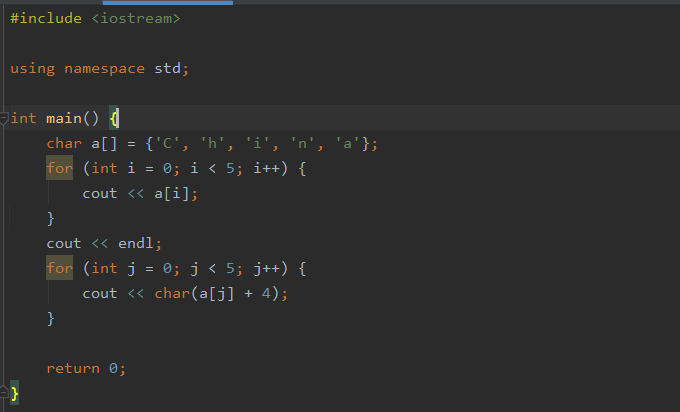 #include <iostream>
using namespace std;
int main() {
    char a[] = {'C', 'h', 'i', 'n', 'a'};
    for (int i = 0; i < 5; i++) {
        cout << a[i];
    }
    cout << endl;
    for (int j = 0; j < 5; j++) {
        cout << char(a[j] + 4);
    }
    return 0;
}